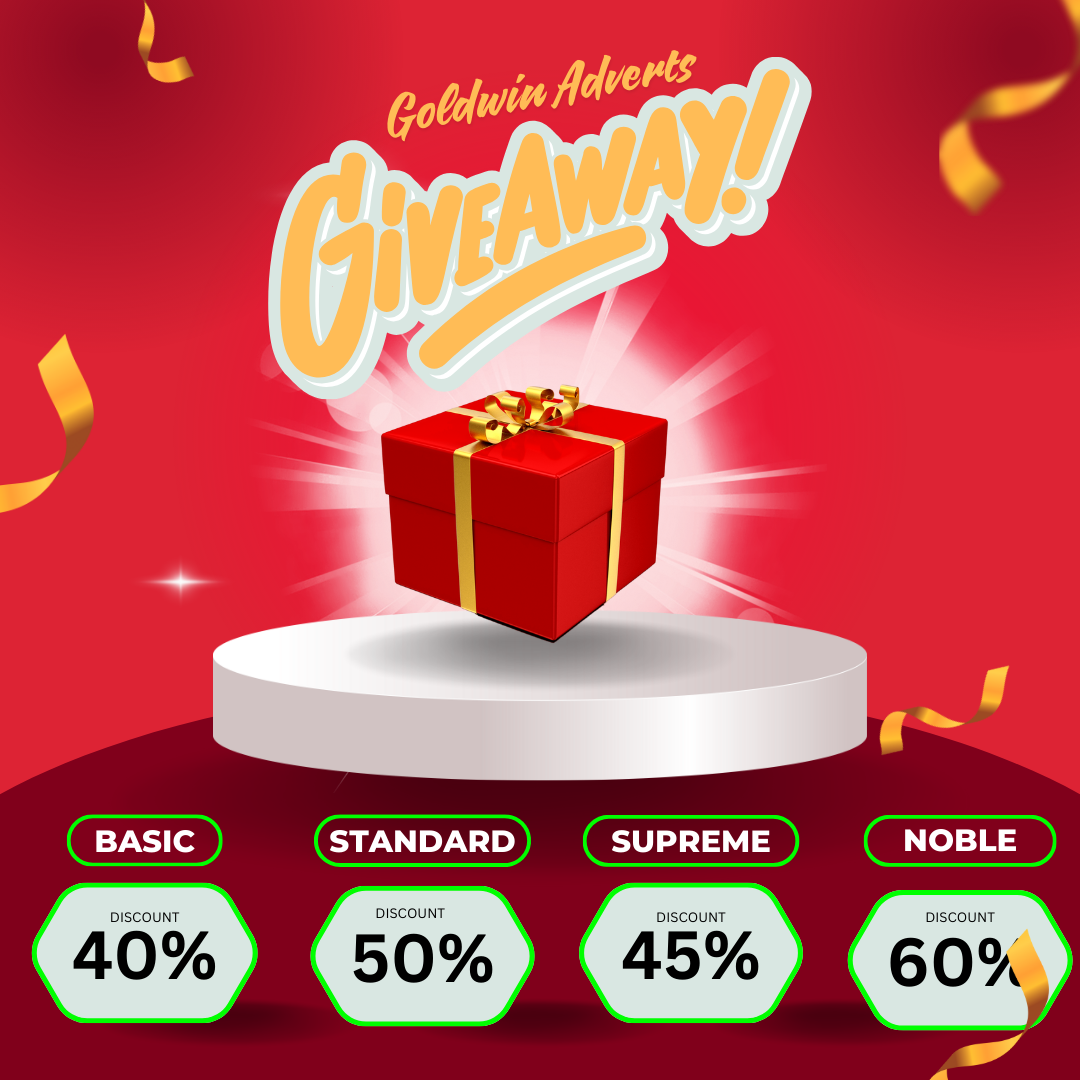 Goldwin Adverts
GiVEAWAY!
BASIC
STANDARD
SUPREME
NOBLE
DISCOUNT
40%
DISCOUNT
50%
DISCOUNT
45%
DISCOUNT
60%